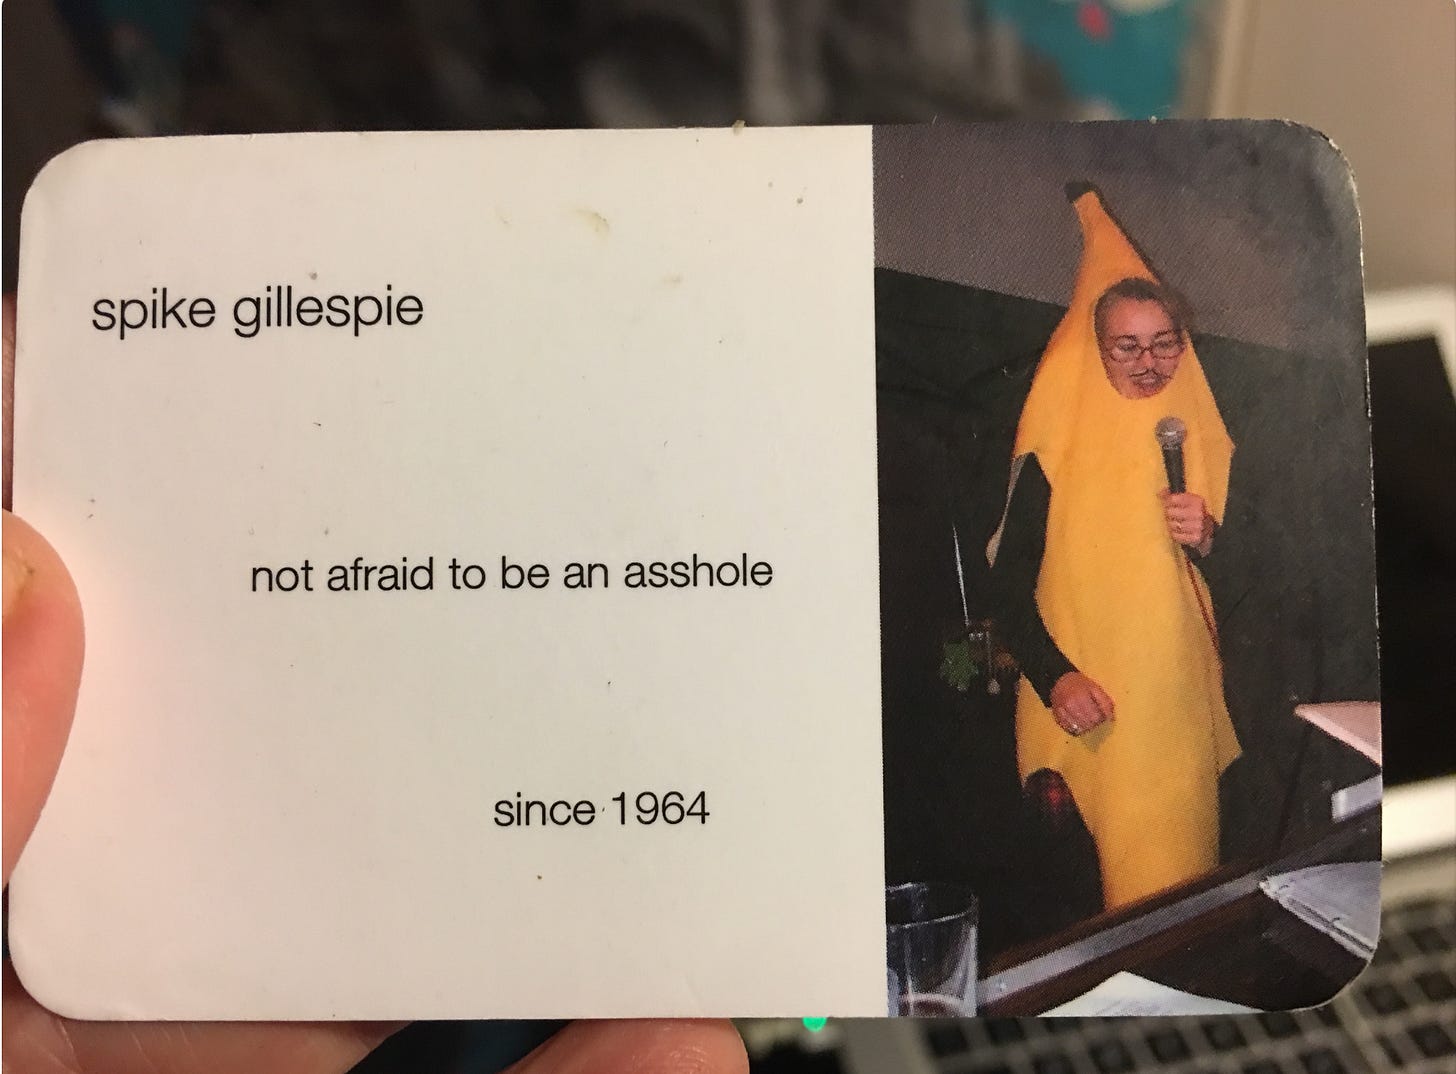 spike gillespie
not afraid to be an asshole
since 1964